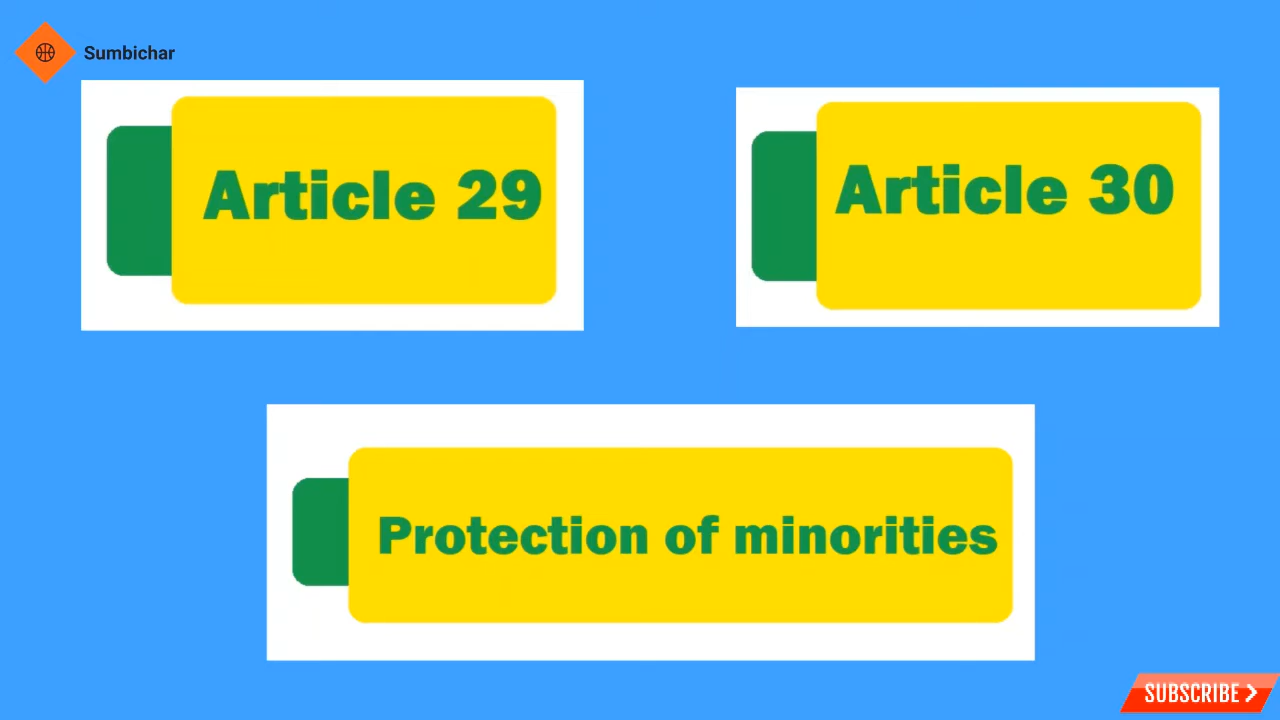 Sumbichar
Article 29
Article 30
Protection of minorities
SUBSCRIBE